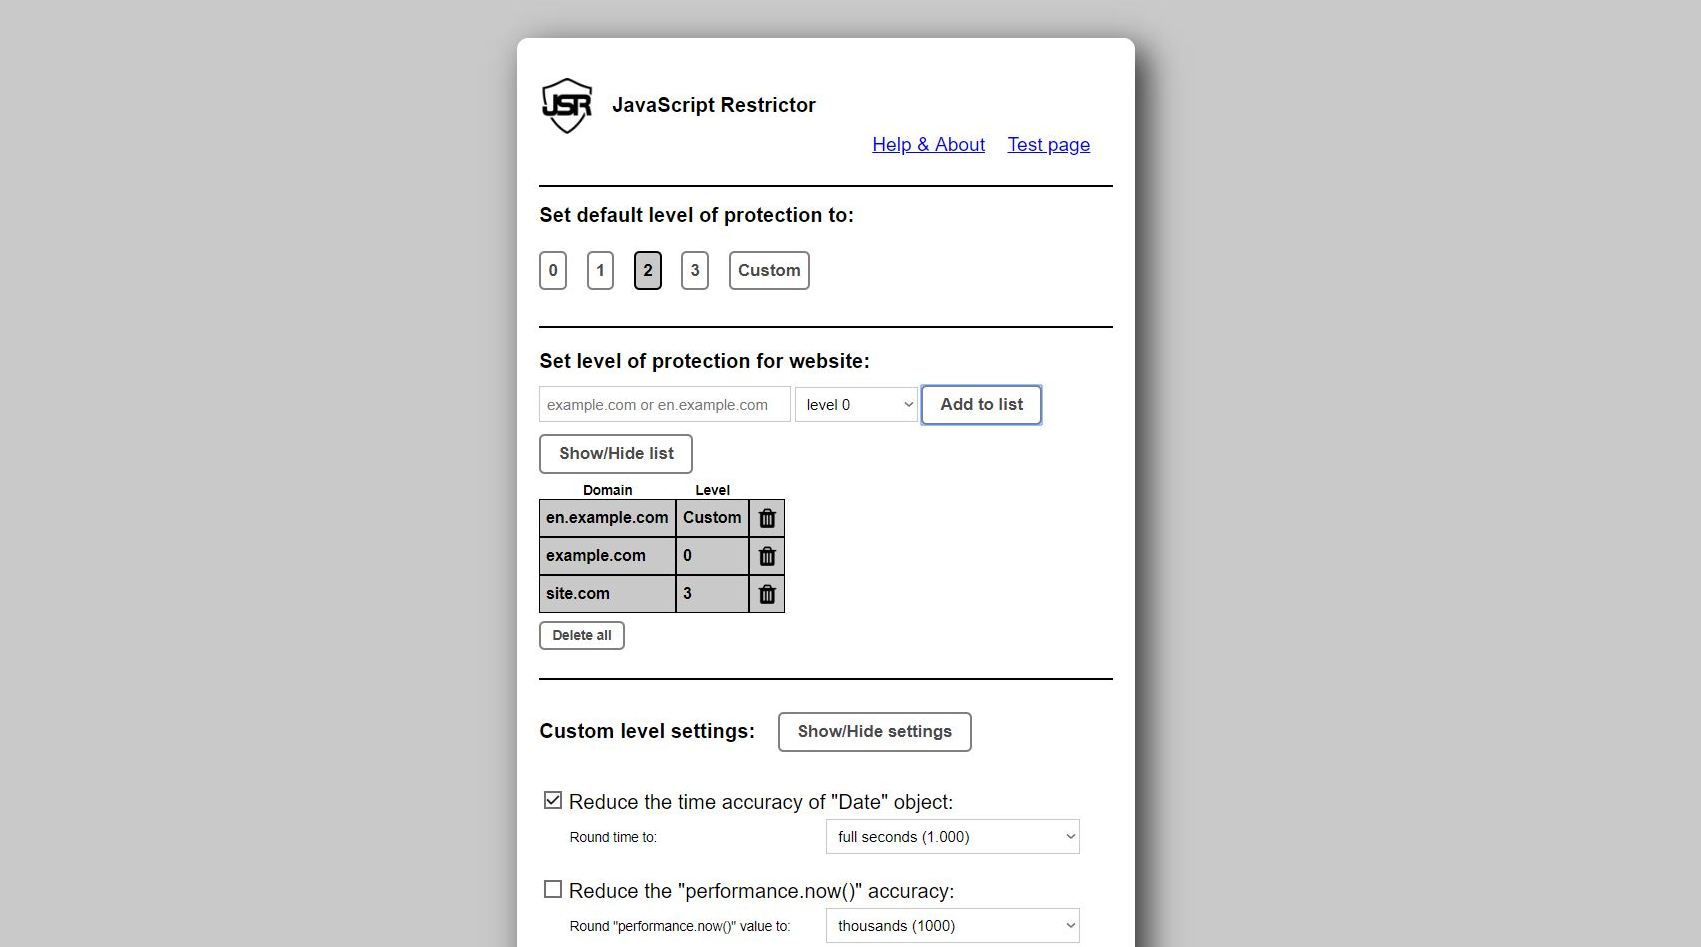 JSR JavaScript Restrictor
Help & About Test page
Set default level of protection to:
0 1 2 3 Custom
Set level of protection for website:
example.com or en.example.com level 0 Add to list
Show/Hide list
Domain Level
en.example.com Custom
example.com 0
site.com 3
Delete all
Custom level settings: Show/Hide settings
Reduce the time accuracy of "Date" object:
Round time to: full seconds (1.000)
Reduce the "performance.now()" accuracy:
Round "performance.now()" value to: thousands (1000)